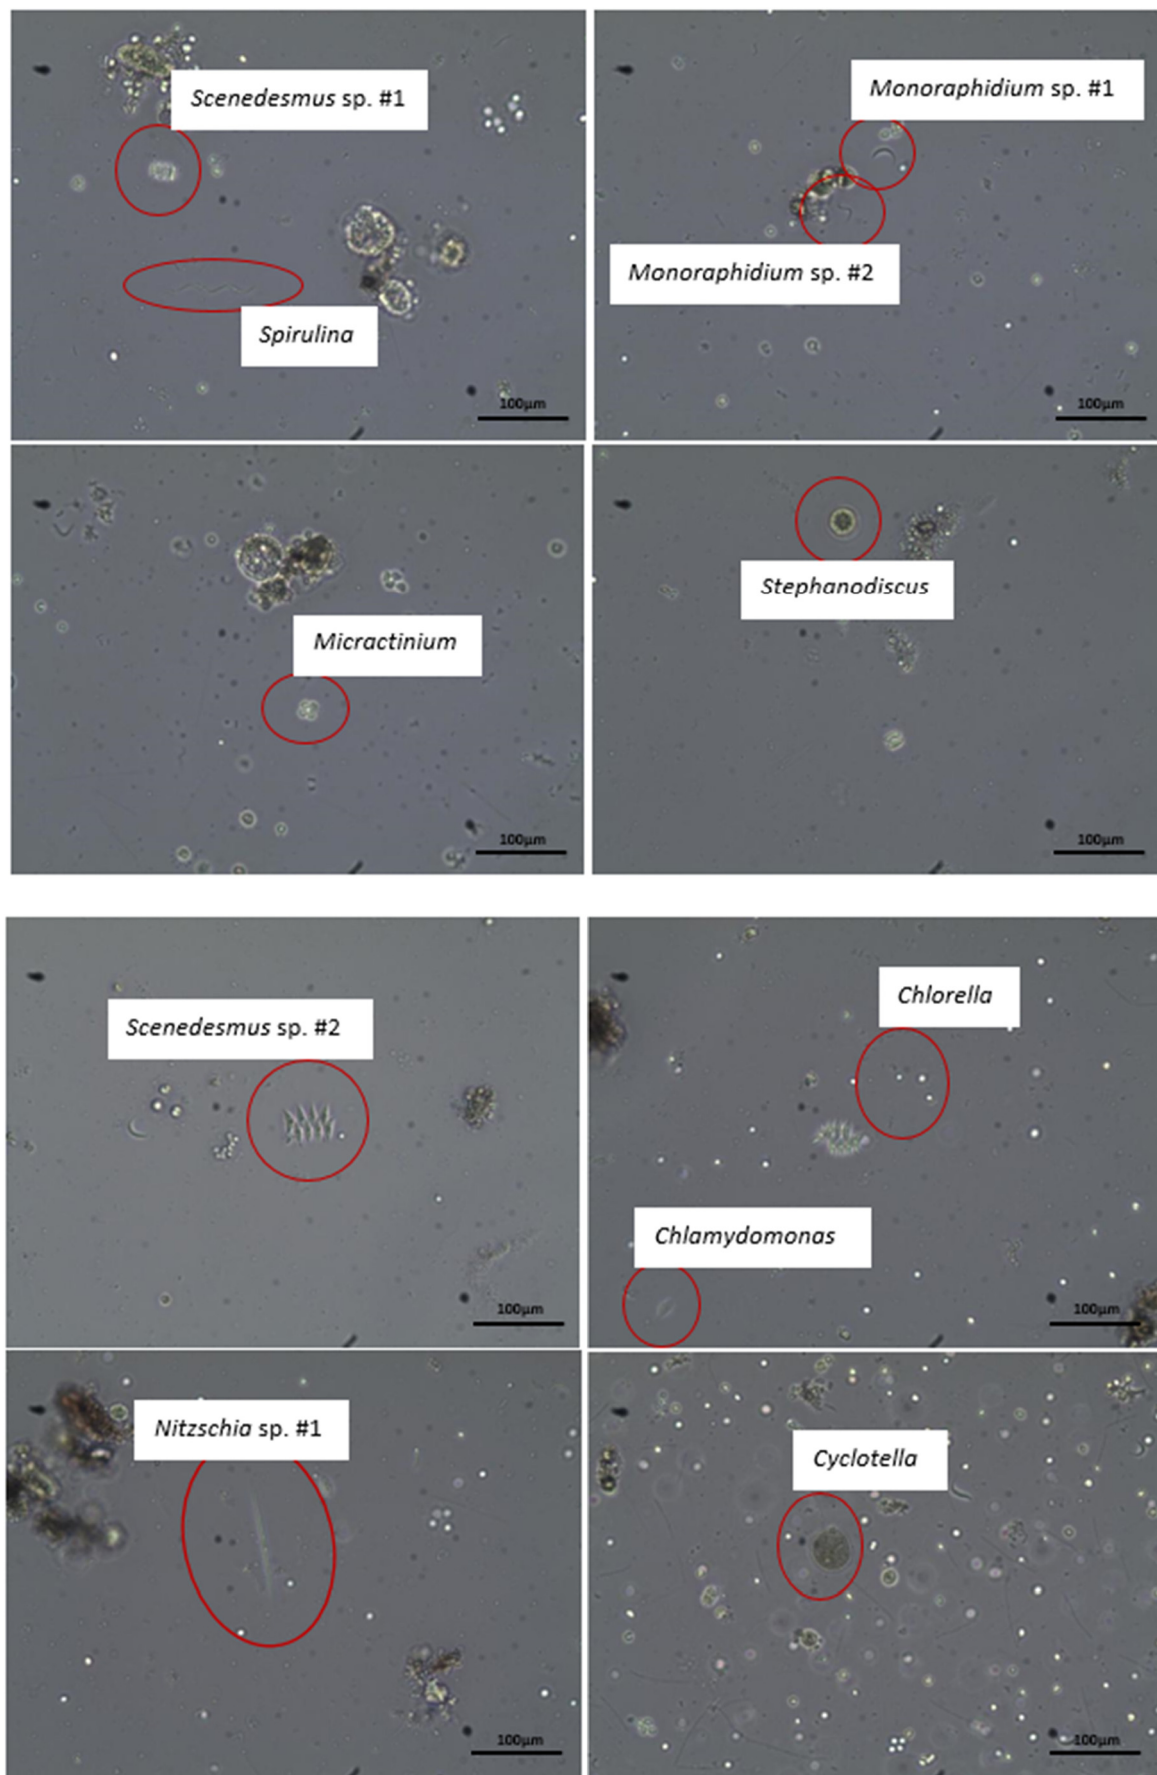 Scenedesmus sp. #1
Spirulina
100µm
Monoraphidium sp. #1
Monoraphidium sp. #2
100µm
Micractinium
100µm
Stephanodiscus
100µm
Scenedesmus sp. #2
100µm
Chlorella
Chlamydomonas
100µm
Nitzschia sp. #1
100µm
Cyclotella
100µm